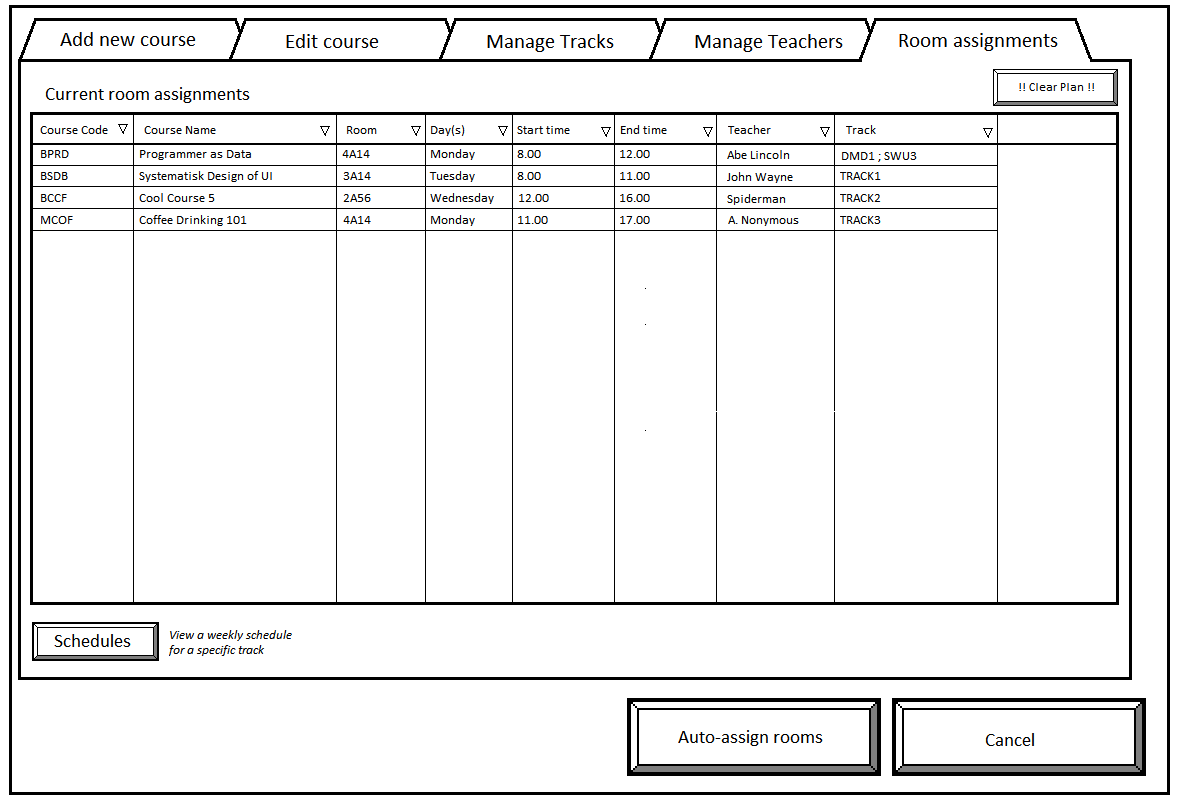 Add new course Edit course Manage Tracks Manage Teachers Room assignments
Current room assignments !! Clear Plan !!
Course Code Course Name Room Day(s) Start time End time Teacher Track
BPRD Programmer as Data 4A14 Monday 8.00 12.00 Abe Lincoln DMD1 ; SWU3
BSDB Systematisk Design of UI 3A14 Tuesday 8.00 11.00 John Wayne TRACK1
BCCF Cool Course 5 2A56 Wednesday 12.00 16.00 Spiderman TRACK2
MCOF Coffee Drinking 101 4A14 Monday 11.00 17.00 A. Nonymous TRACK3
Schedules View a weekly schedule
for a specific track
Auto-assign rooms Cancel